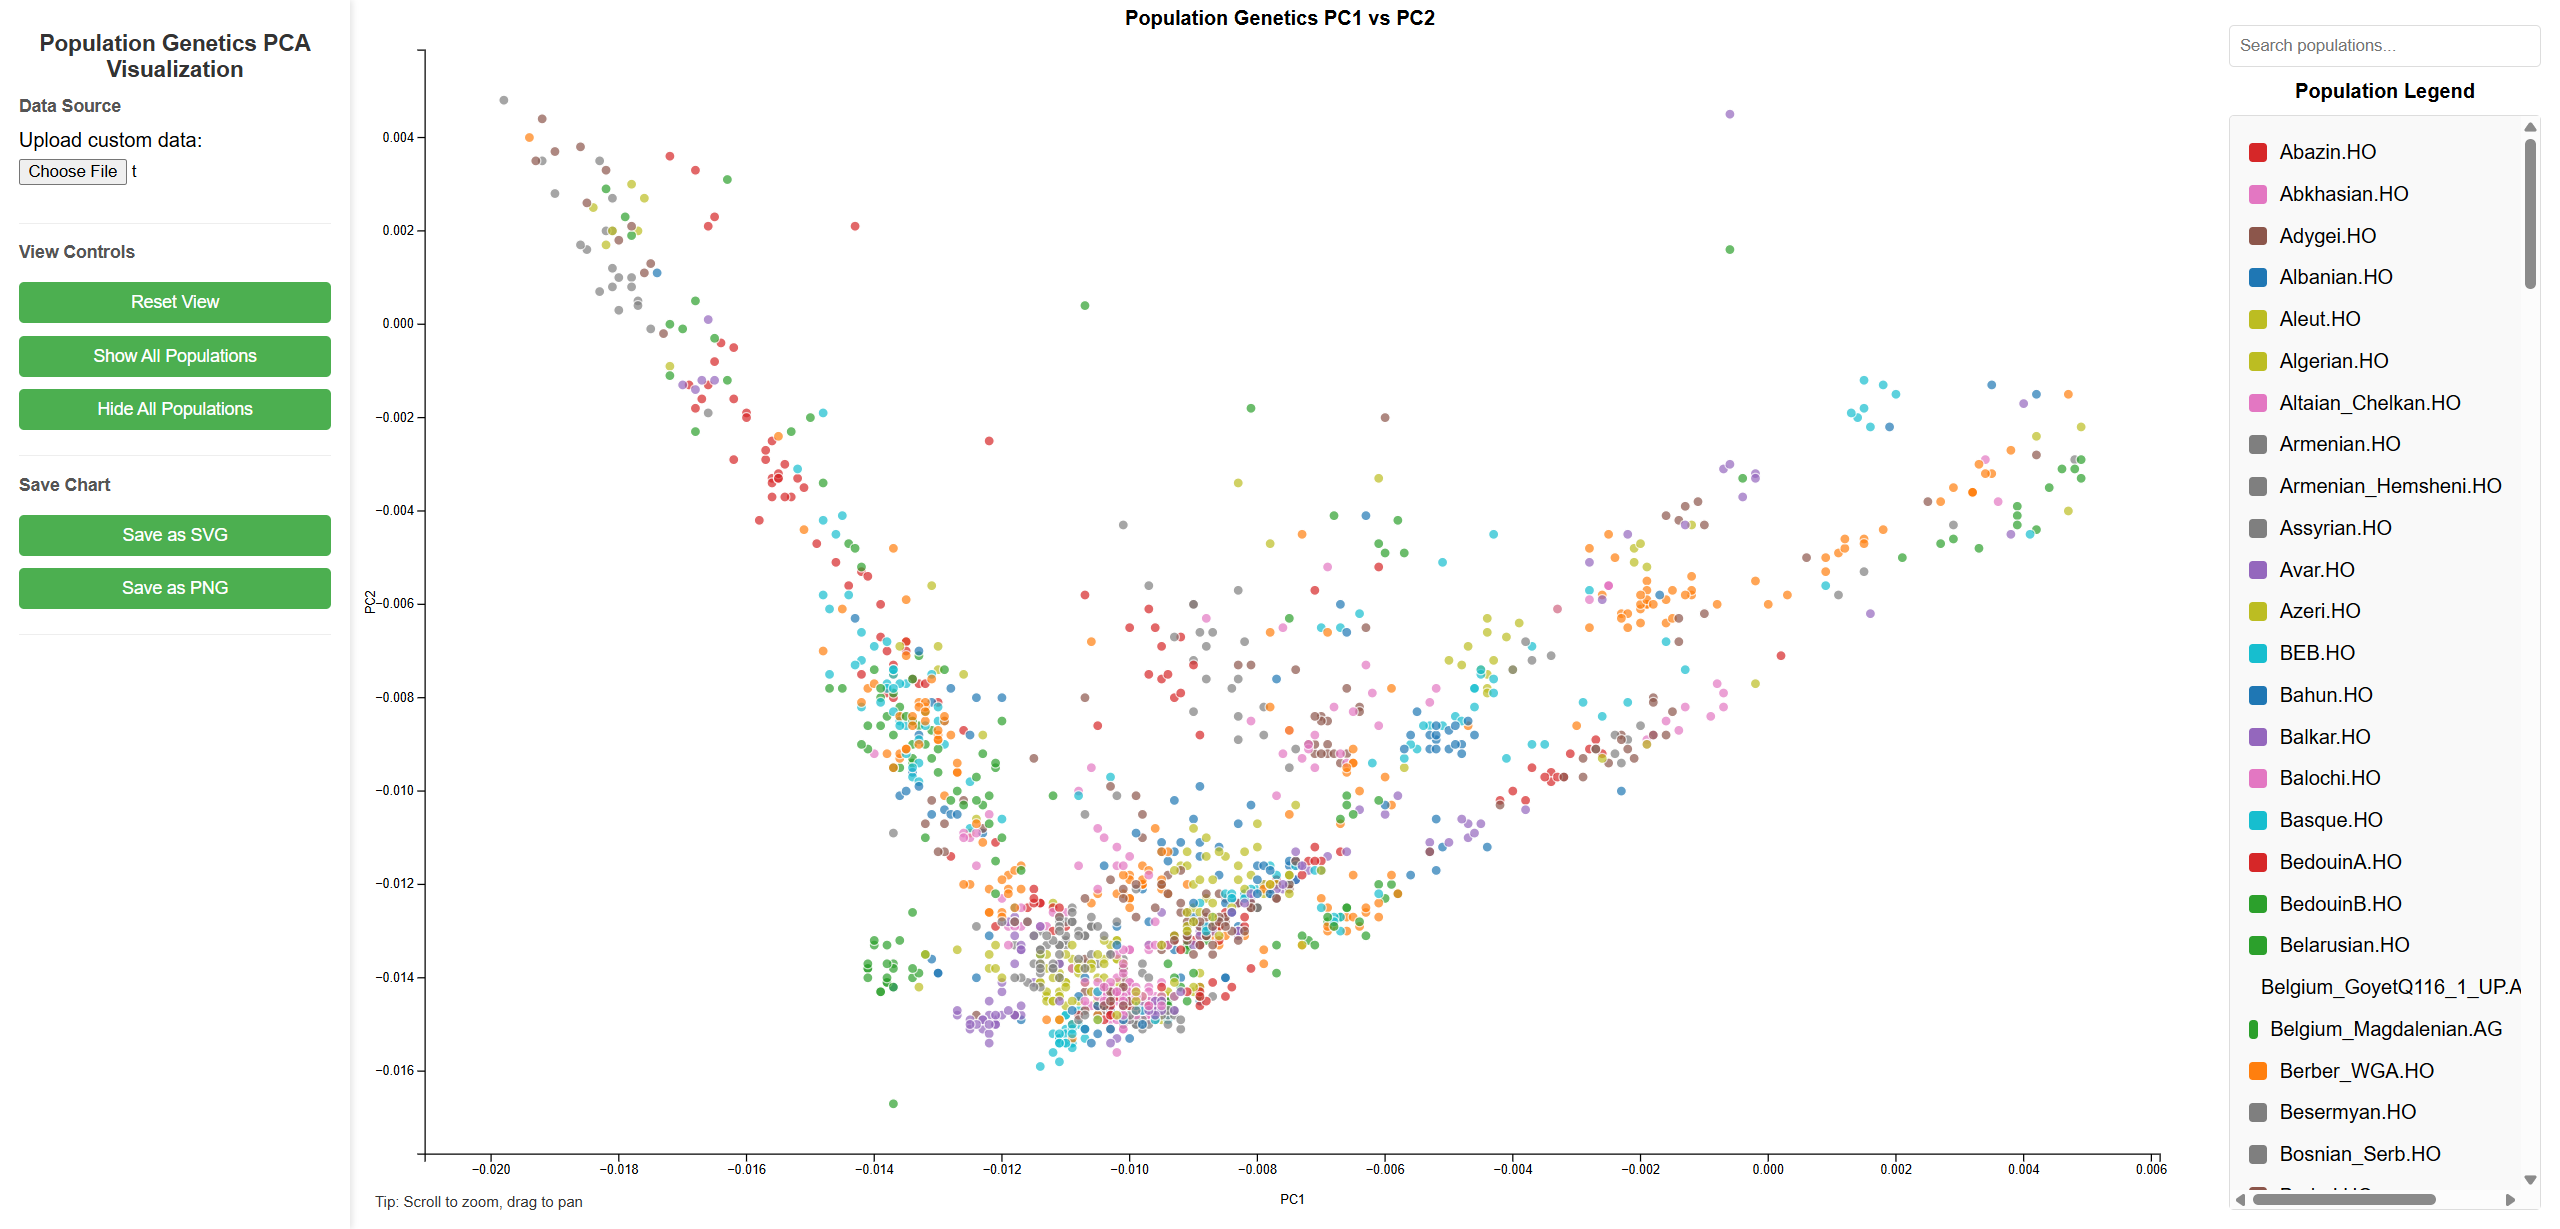 Population Genetics PCA
Visualization
Data Source
Upload custom data:
Choose File t
View Controls
Reset View
Show All Populations
Hide All Populations
Save Chart
Save as SVG
Save as PNG
Population Genetics PC1 vs PC2
PC2
0.004
0.002
0.000
−0.002
−0.004
−0.006
−0.008
−0.010
−0.012
−0.014
−0.016
−0.020
−0.018
−0.016
−0.014
−0.012
−0.010
−0.008
−0.006
−0.004
−0.002
0.000
0.002
0.004
0.006
PC1
Tip: Scroll to zoom, drag to pan
Search populations...
Population Legend
Abazin.HO
Abkhasian.HO
Adygei.HO
Albanian.HO
Aleut.HO
Algerian.HO
Altaian_Chelkan.HO
Armenian.HO
Armenian_Hemsheni.HO
Assyrian.HO
Avar.HO
Azeri.HO
BEB.HO
Bahun.HO
Balkar.HO
Balochi.HO
Basque.HO
BedouinA.HO
BedouinB.HO
Belarusian.HO
Belgium_GoyetQ116_1_UP.A
Belgium_Magdalenian.AG
Berber_WGA.HO
Besermyan.HO
Bosnian_Serb.HO